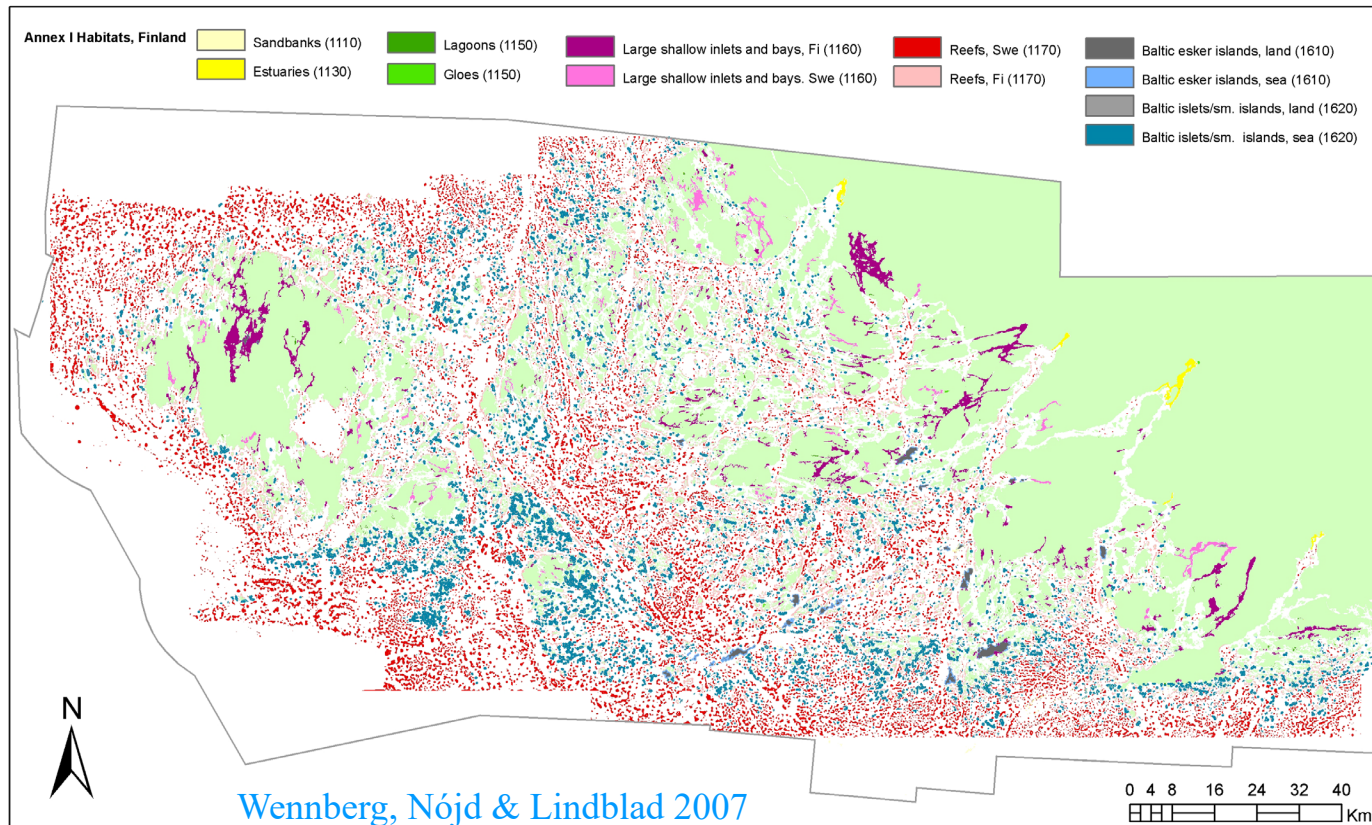 Annex I Habitats, Finland
Sandbanks (1110)
Estuaries (1130)
Lagoons (1150)
Gloes (1150)
Large shallow inlets and bays, Fi (1160)
Large shallow inlets and bays. Swe (1160)
Reefs, Swe (1170)
Reefs, Fi (1170)
Baltic esker islands, land (1610)
Baltic esker islands, sea (1610)
Baltic islets/sm. islands, land (1620)
Baltic islets/sm. islands, sea (1620)
N
Wennberg, Nójd & Lindblad 2007
0 4 8 16 24 32 40
Km